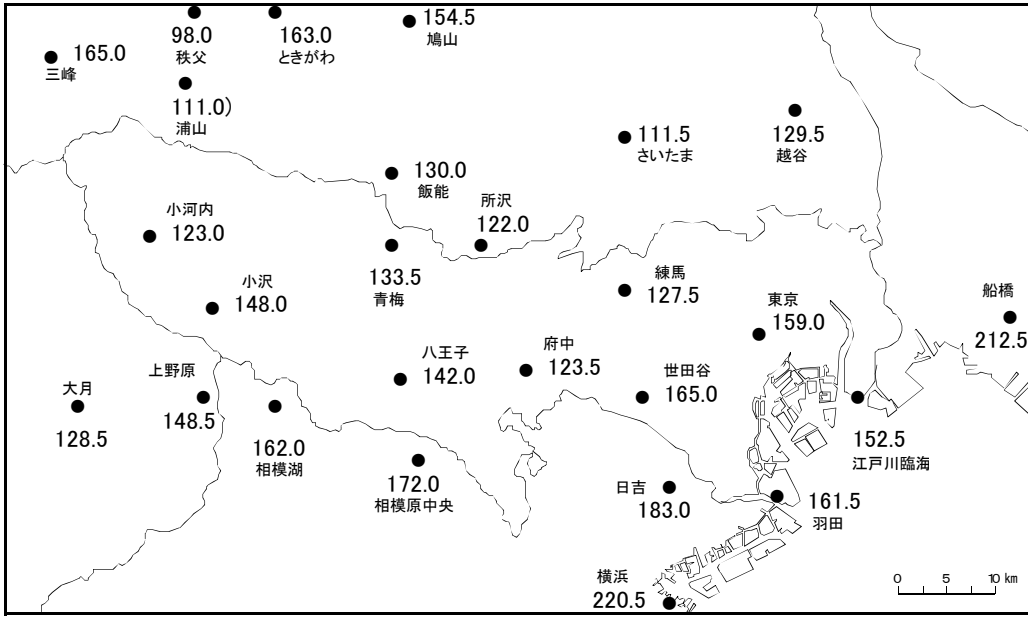 154.5
鳩山
98.0
秩父
163.0
ときがわ
165.0
三峰
111.0)
浦山
129.5
越谷
111.5
さいたま
130.0
飯能
所沢
122.0
小河内
123.0
133.5
青梅
練馬
127.5
小沢
148.0
東京
159.0
船橋
212.5
八王子
142.0
府中
123.5
世田谷
165.0
上野原
148.5
大月
128.5
162.0
相模湖
152.5
江戸川臨海
172.0
相模原中央
日吉
183.0
161.5
羽田
横浜
220.5
0 5 10 km